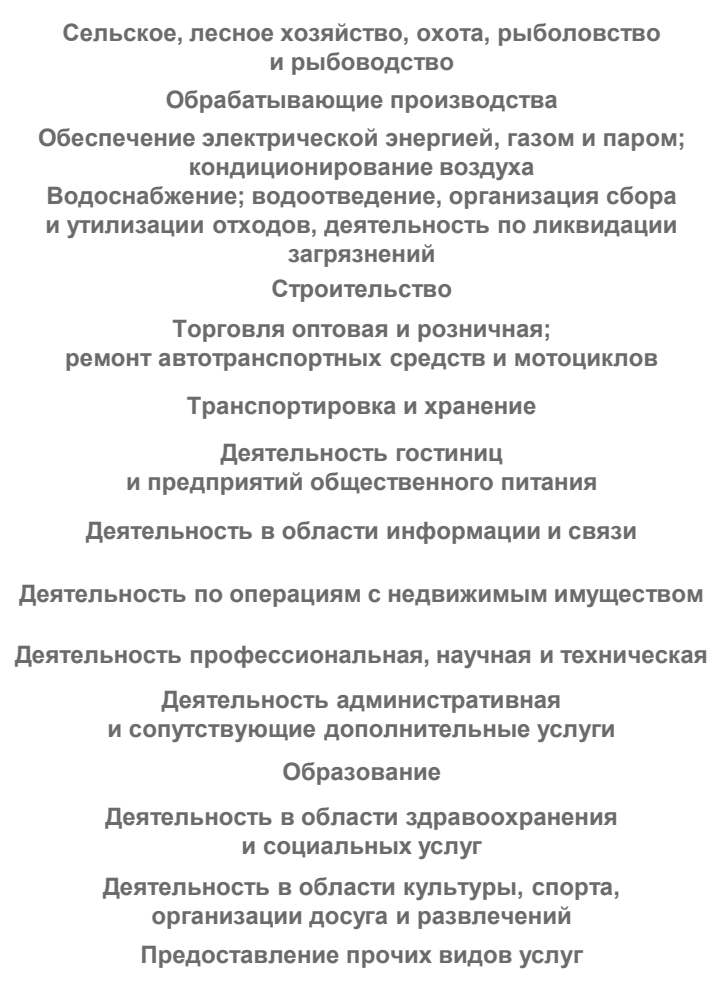 Сельское, лесное хозяйство, охота, рыболовство
и рыбоводство
Обрабатывающие производства
Обеспечение электрической энергией, газом и паром;
кондиционирование воздуха
Водоснабжение; водоотведение, организация сбора
и утилизации отходов, деятельность по ликвидации
загрязнений
Строительство
Торговля оптовая и розничная;
ремонт автотранспортных средств и мотоциклов
Транспортировка и хранение
Деятельность гостиниц
и предприятий общественного питания
Деятельность в области информации и связи
Деятельность по операциям с недвижимым имуществом
Деятельность профессиональная, научная и техническая
Деятельность административная
и сопутствующие дополнительные услуги
Образование
Деятельность в области здравоохранения
и социальных услуг
Деятельность в области культуры, спорта,
организации досуга и развлечений
Предоставление прочих видов услуг